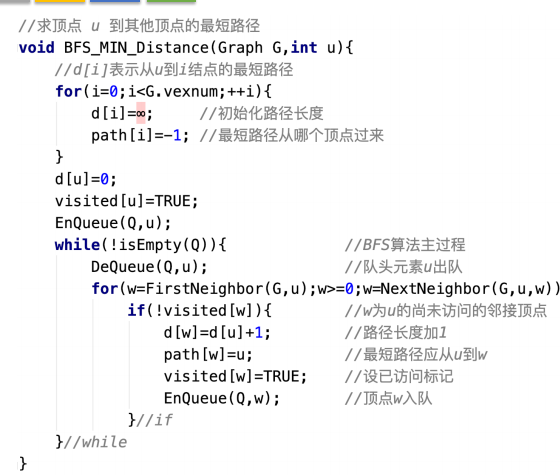 //求顶点 u 到其他顶点的最短路径
void BFS_MIN_Distance(Graph G,int u){
//d[i]表示从u到i结点的最短路径
for(i=0;i<G.vexnum;++i){
d[i]=∞; //初始化路径长度
path[i]=-1; //最短路径从哪个顶点过来
}
d[u]=0;
visited[u]=TRUE;
EnQueue(Q,u);
while(!isEmpty(Q)){ //BFS算法主过程
DeQueue(Q,u); //队头元素u出队
for(w=FirstNeighbor(G,u);w>=0;w=NextNeighbor(G,u,w))
if(!visited[w]){ //w为u的尚未访问的邻接顶点
d[w]=d[u]+1; //路径长度加1
path[w]=u; //最短路径应从u到w
visited[w]=TRUE; //设已访问标记
EnQueue(Q,w); //顶点w入队
}//if
}//while
}